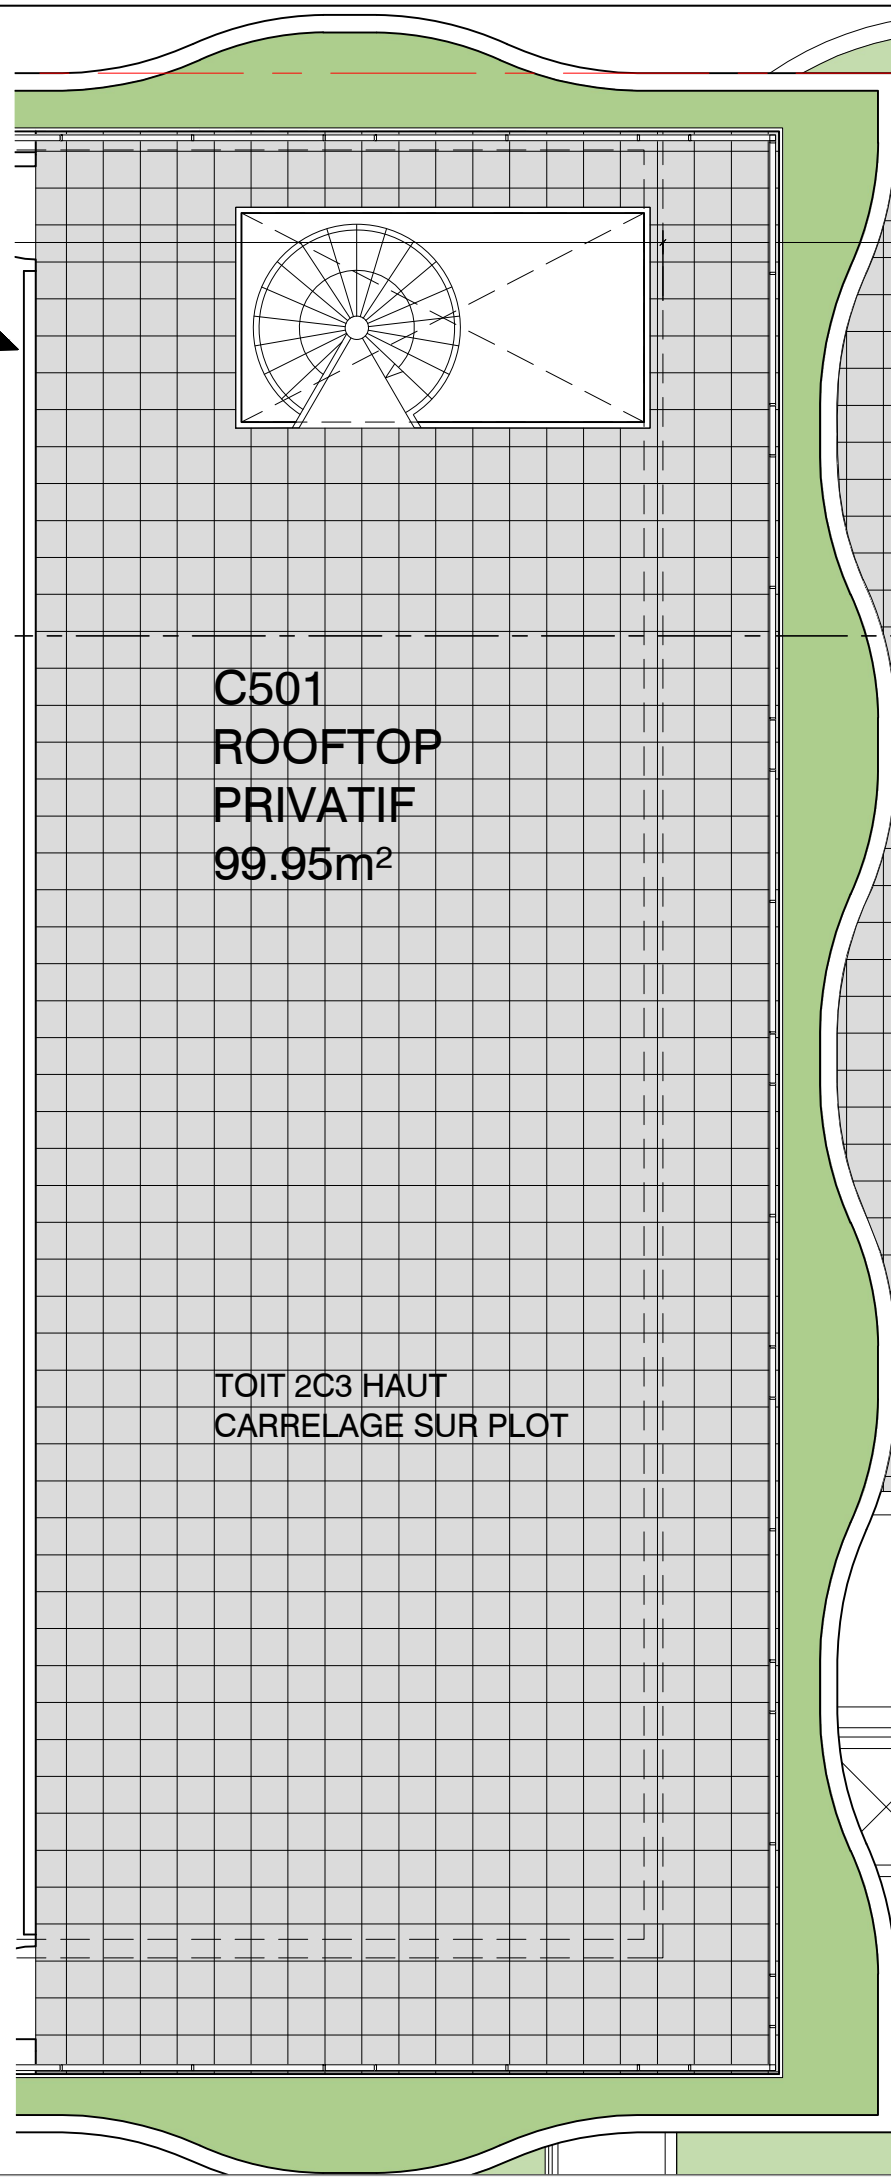 C501
ROOFTOP
PRIVATIF
99.95m²
TOIT 2C3 HAUT
CARRELAGE SUR PLOT